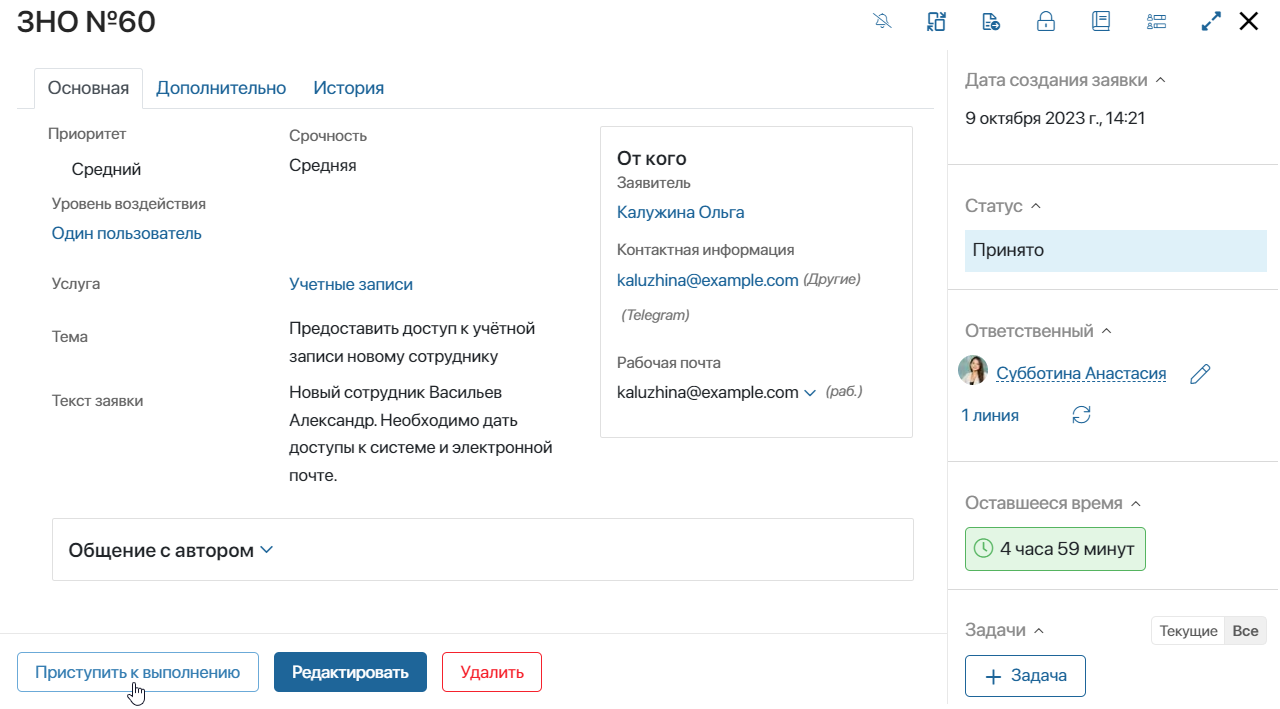 ЗНО №60
Основная
Дополнительно
История
Приоритет
Средний
Срочность
Средняя
Уровень воздействия
Один пользователь
Услуга
Учетные записи
Тема
Предоставить доступ к учётной
записи новому сотруднику
Текст заявки
Новый сотрудник Васильев
Александр. Необходимо дать
доступы к системе и электронной
почте.
От кого
Заявитель
Калужина Ольга
Контактная информация
kaluzhina@example.com (Другие)
(Telegram)
Рабочая почта
kaluzhina@example.com (раб.)
Общение с автором
Приступить к выполнению
Редактировать
Удалить
Дата создания заявки
9 октября 2023 г., 14:21
Статус
Принято
Ответственный
Субботина Анастасия
1 линия
Оставшееся время
4 часа 59 минут
Задачи
Текущие
Все
+ Задача